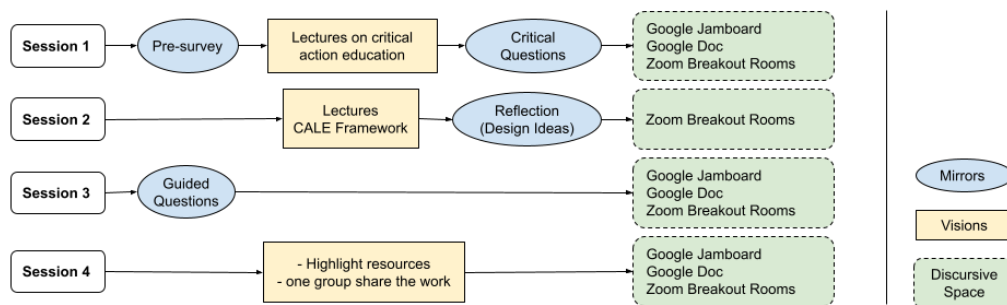 Session 1
Pre-survey
Lectures on critical
action education
Critical
Questions
Google Jamboard
Google Doc
Zoom Breakout Rooms
Session 2
Lectures
CALE Framework
Reflection
(Design Ideas)
Zoom Breakout Rooms
Session 3
Guided
Questions
Google Jamboard
Google Doc
Zoom Breakout Rooms
Session 4
- Highlight resources
- one group share the work
Google Jamboard
Google Doc
Zoom Breakout Rooms
Mirrors
Visions
Discursive
Space